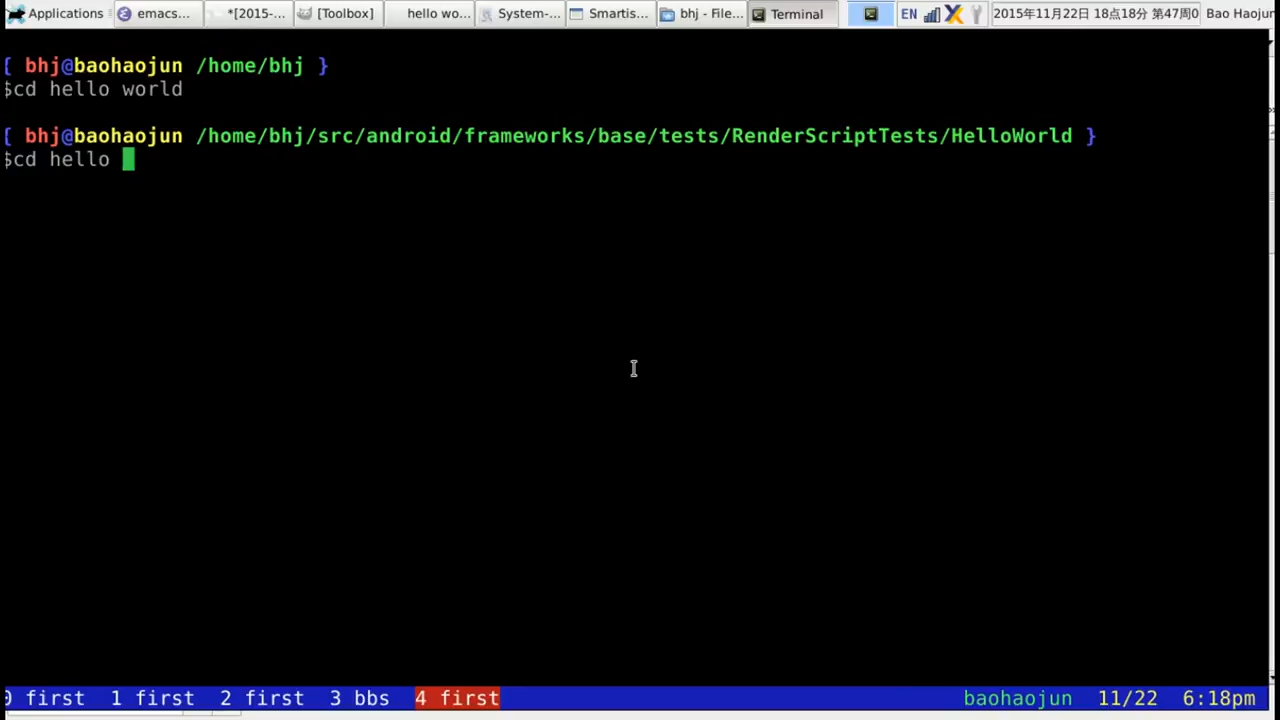 Applications emacs... *[2015-... [Toolbox] hello wo... System-... Smartis... bhj - File... Terminal EN 2015年11月22日 18点18分 第47周0 Bao Haojun
[ bhj@baohaojun /home/bhj }
$cd hello world
[ bhj@baohaojun /home/bhj/src/android/frameworks/base/tests/RenderScriptTests/HelloWorld }
$cd hello
0 first 1 first 2 first 3 bbs 4 first baohaojun 11/22 6:18pm